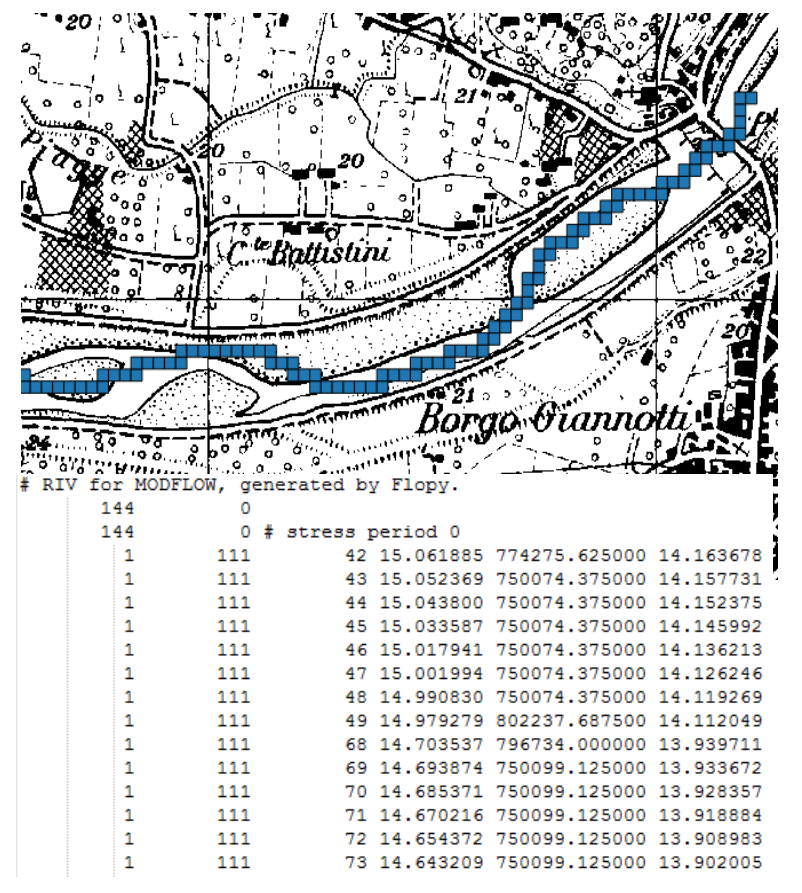 20
21
20
20
Piagge
C.te Battistini
22
20
21
Borgo Giannotti
24
# RIV for MODFLOW, generated by Flopy.
144 0
144 0 # stress period 0
1 111 42 15.061885 774275.625000 14.163678
1 111 43 15.052369 750074.375000 14.157731
1 111 44 15.043800 750074.375000 14.152375
1 111 45 15.033587 750074.375000 14.145992
1 111 46 15.017941 750074.375000 14.136213
1 111 47 15.001994 750074.375000 14.126246
1 111 48 14.990830 750074.375000 14.119269
1 111 49 14.979279 802237.687500 14.112049
1 111 68 14.703537 796734.000000 13.939711
1 111 69 14.693874 750099.125000 13.933672
1 111 70 14.685371 750099.125000 13.928357
1 111 71 14.670216 750099.125000 13.918884
1 111 72 14.654372 750099.125000 13.908983
1 111 73 14.643209 750099.125000 13.902005